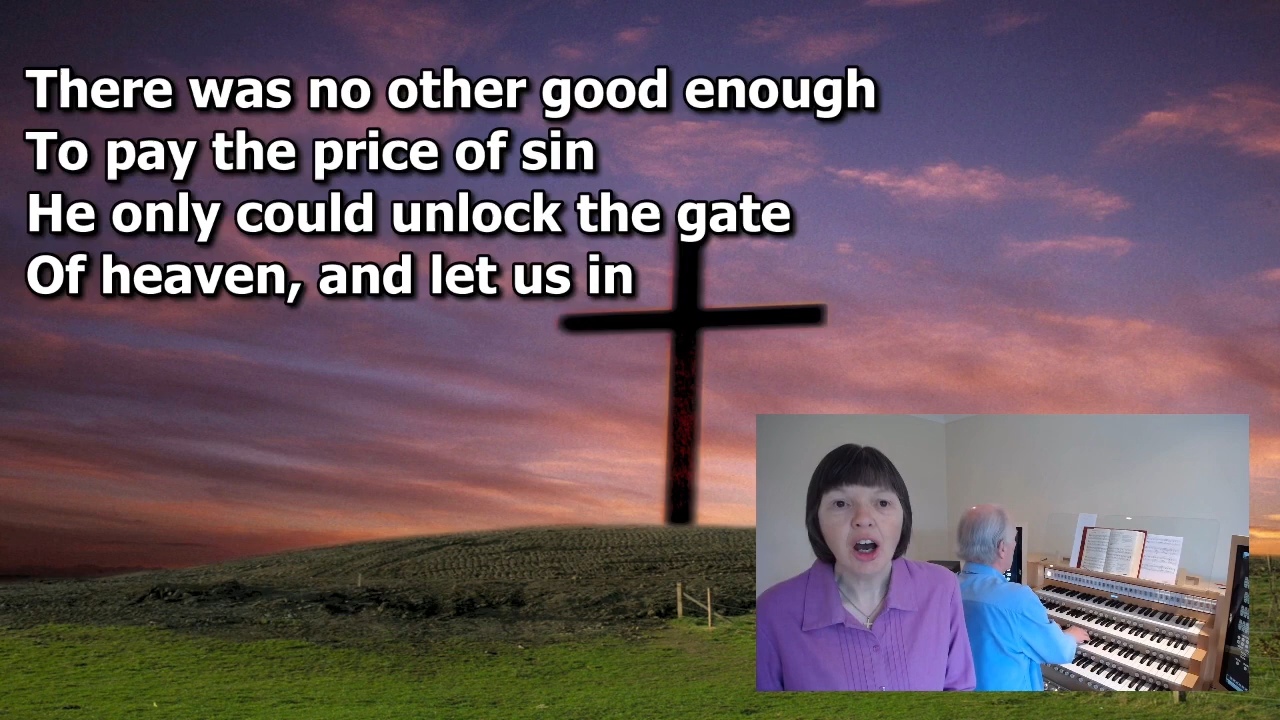 There was no other good enough
To pay the price of sin
He only could unlock the gate
Of heaven, and let us in